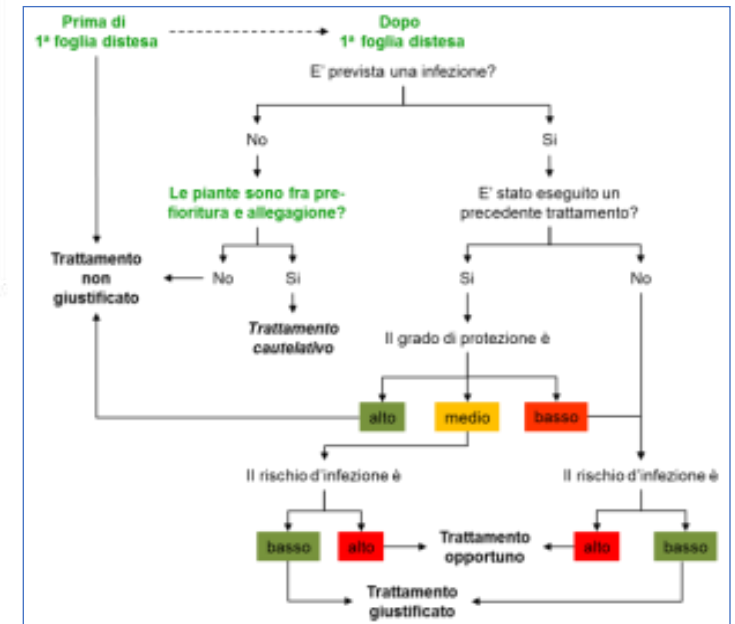 Prima di
1ª foglia distesa
Dopo
1ª foglia distesa
E' prevista una infezione?
No
Si
Le piante sono fra pre-
fioritura e allegagione?
E' stato eseguito un
precedente trattamento?
Trattamento
non
giustificato
No
Si
Si
No
Trattamento
cautelativo
Il grado di protezione è
alto
medio
basso
Il rischio d'infezione è
Il rischio d'infezione è
basso
alto
Trattamento
opportuno
alto
basso
Trattamento
giustificato